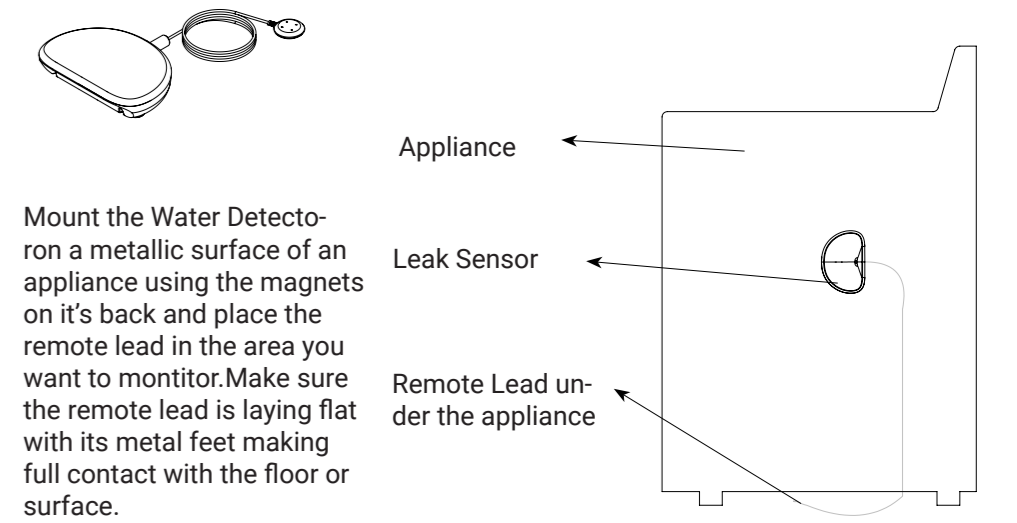 Appliance
Mount the Water Detecto-
ron a metallic surface of an
appliance using the magnets
on it's back and place the
remote lead in the area you
want to montitor.Make sure
the remote lead is laying flat
with its metal feet making
full contact with the floor or
surface.
Leak Sensor
Remote Lead un-
der the appliance